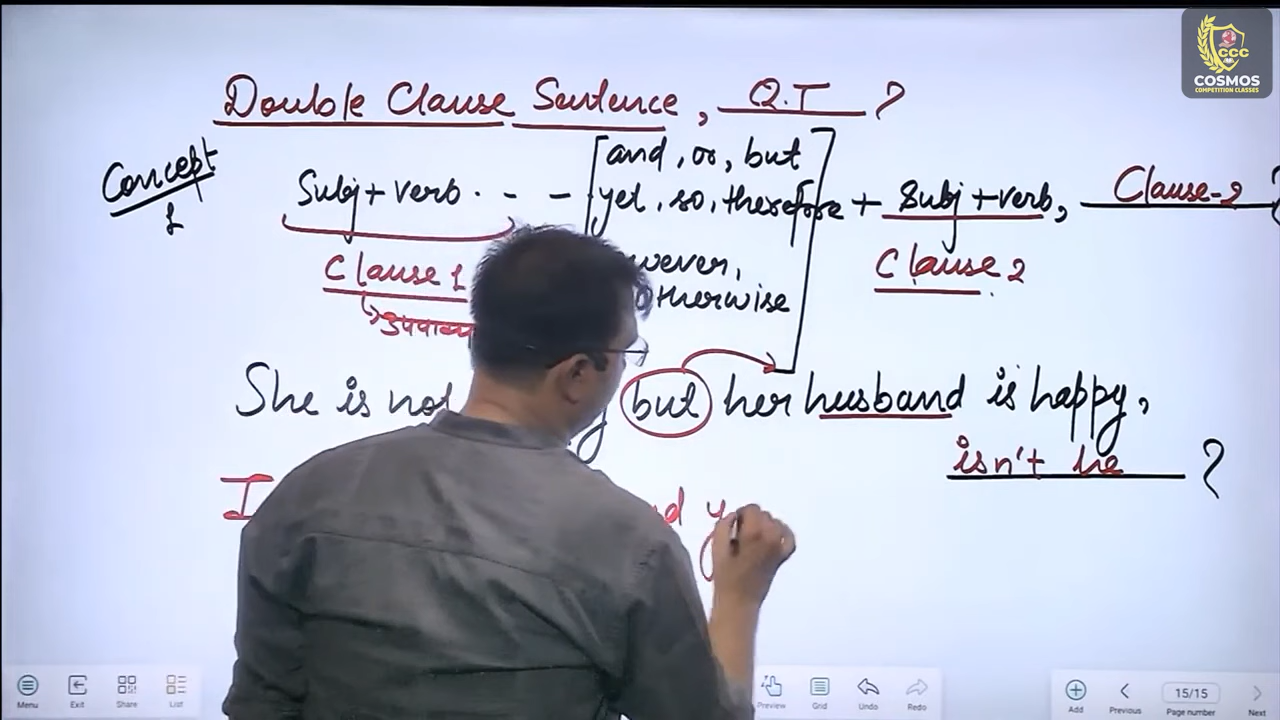 CCC
COSMOS
COMPETITION CLASSES
Double Clause Sentence, Q.T ?
Concept 1
and, or, but
Subj + verb - - - yet, so, therefore + Subj + verb, Clause-2 ?
Clause 1
otherwise
Clause 2
She is not but her husband is happy,
isn't he ?
I
Menu Exit Share List Preview Grid Undo Redo Add Previous 15/15 Page number Next